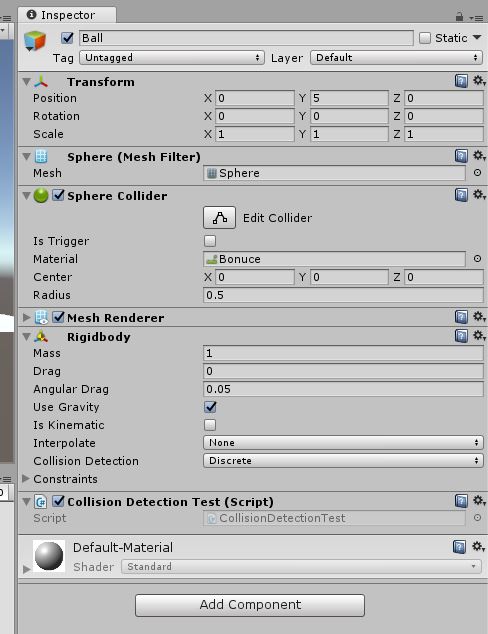 Inspector
Ball Static
Tag Untagged Layer Default
Transform
Position X 0 Y 5 Z 0
Rotation X 0 Y 0 Z 0
Scale X 1 Y 1 Z 1
Sphere (Mesh Filter)
Mesh Sphere
Sphere Collider
Edit Collider
Is Trigger
Material Bonuce
Center X 0 Y 0 Z 0
Radius 0.5
Mesh Renderer
Rigidbody
Mass 1
Drag 0
Angular Drag 0.05
Use Gravity
Is Kinematic
Interpolate None
Collision Detection Discrete
Constraints
Collision Detection Test (Script)
Script CollisionDetectionTest
Default-Material
Shader Standard
Add Component